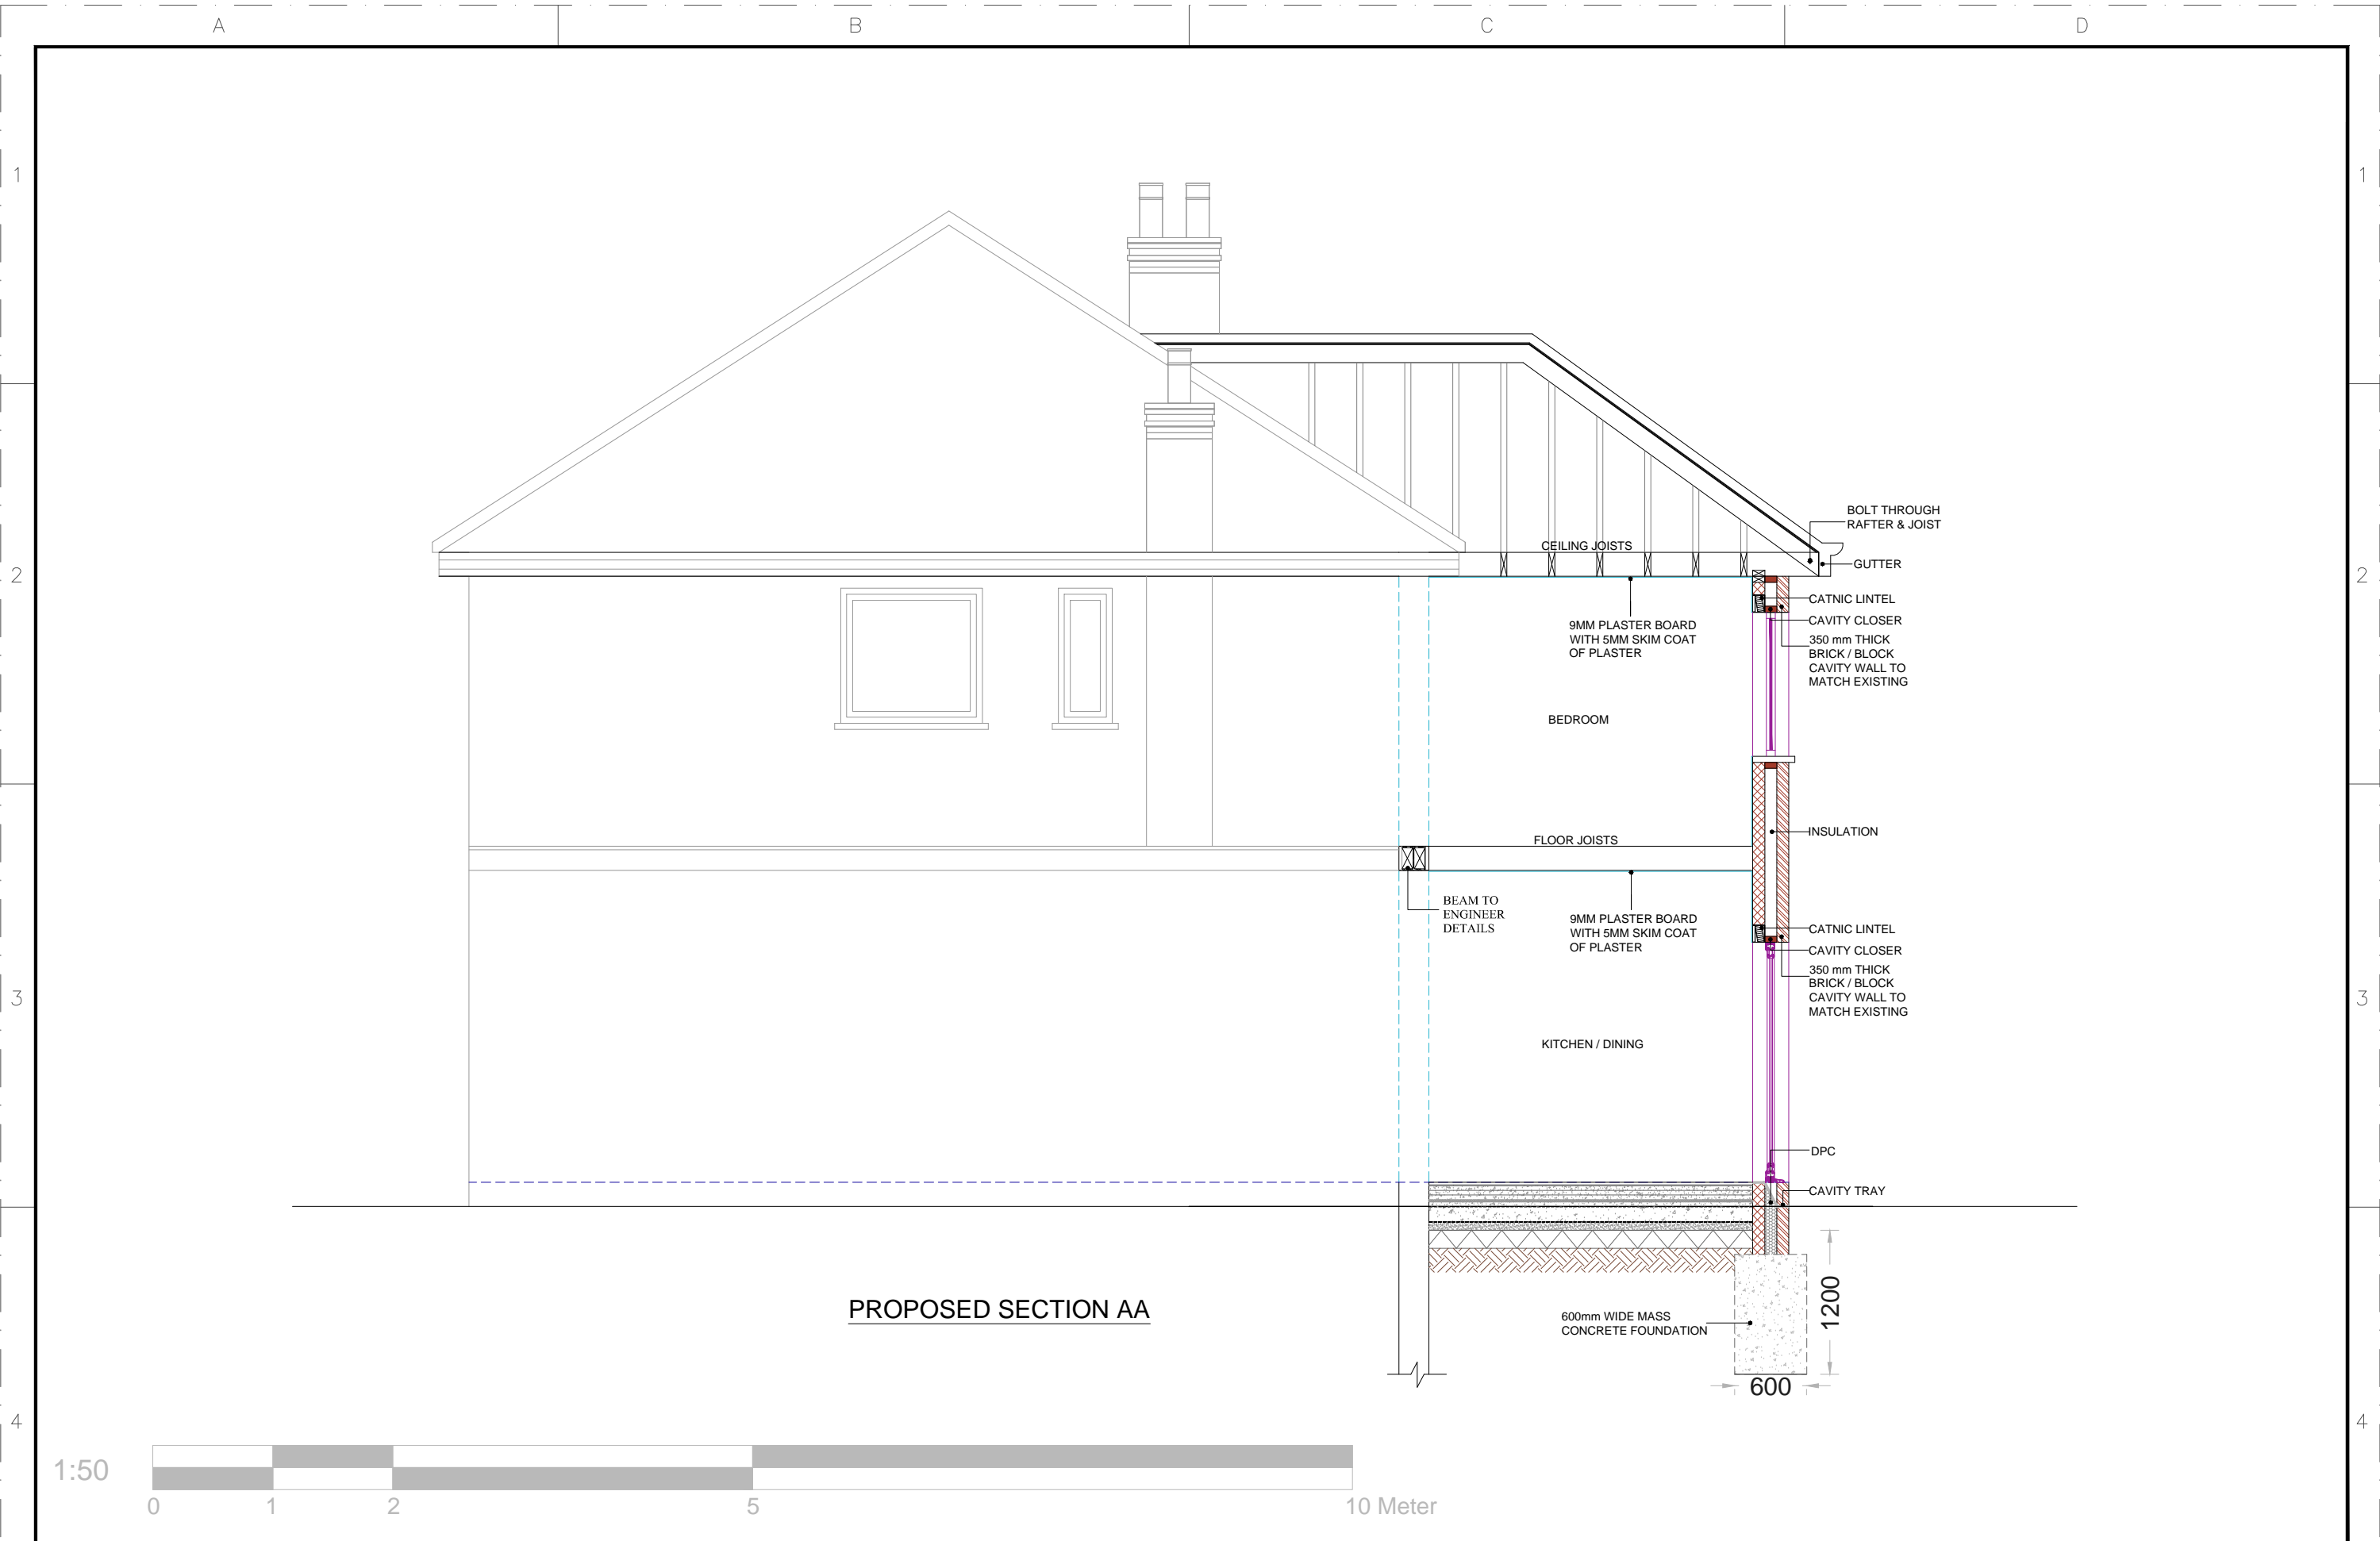 A B C D
1 1
BOLT THROUGH
RAFTER & JOIST
CEILING JOISTS
GUTTER
2 2
CATNIC LINTEL
CAVITY CLOSER
9MM PLASTER BOARD
WITH 5MM SKIM COAT
OF PLASTER
350 mm THICK
BRICK / BLOCK
CAVITY WALL TO
MATCH EXISTING
BEDROOM
INSULATION
FLOOR JOISTS
BEAM TO
ENGINEER
DETAILS
9MM PLASTER BOARD
WITH 5MM SKIM COAT
OF PLASTER
CATNIC LINTEL
CAVITY CLOSER
350 mm THICK
BRICK / BLOCK
CAVITY WALL TO
MATCH EXISTING
3 3
KITCHEN / DINING
DPC
CAVITY TRAY
PROPOSED SECTION AA
600mm WIDE MASS
CONCRETE FOUNDATION
1200
600
4 4
1:50
0 1 2 5 10 Meter